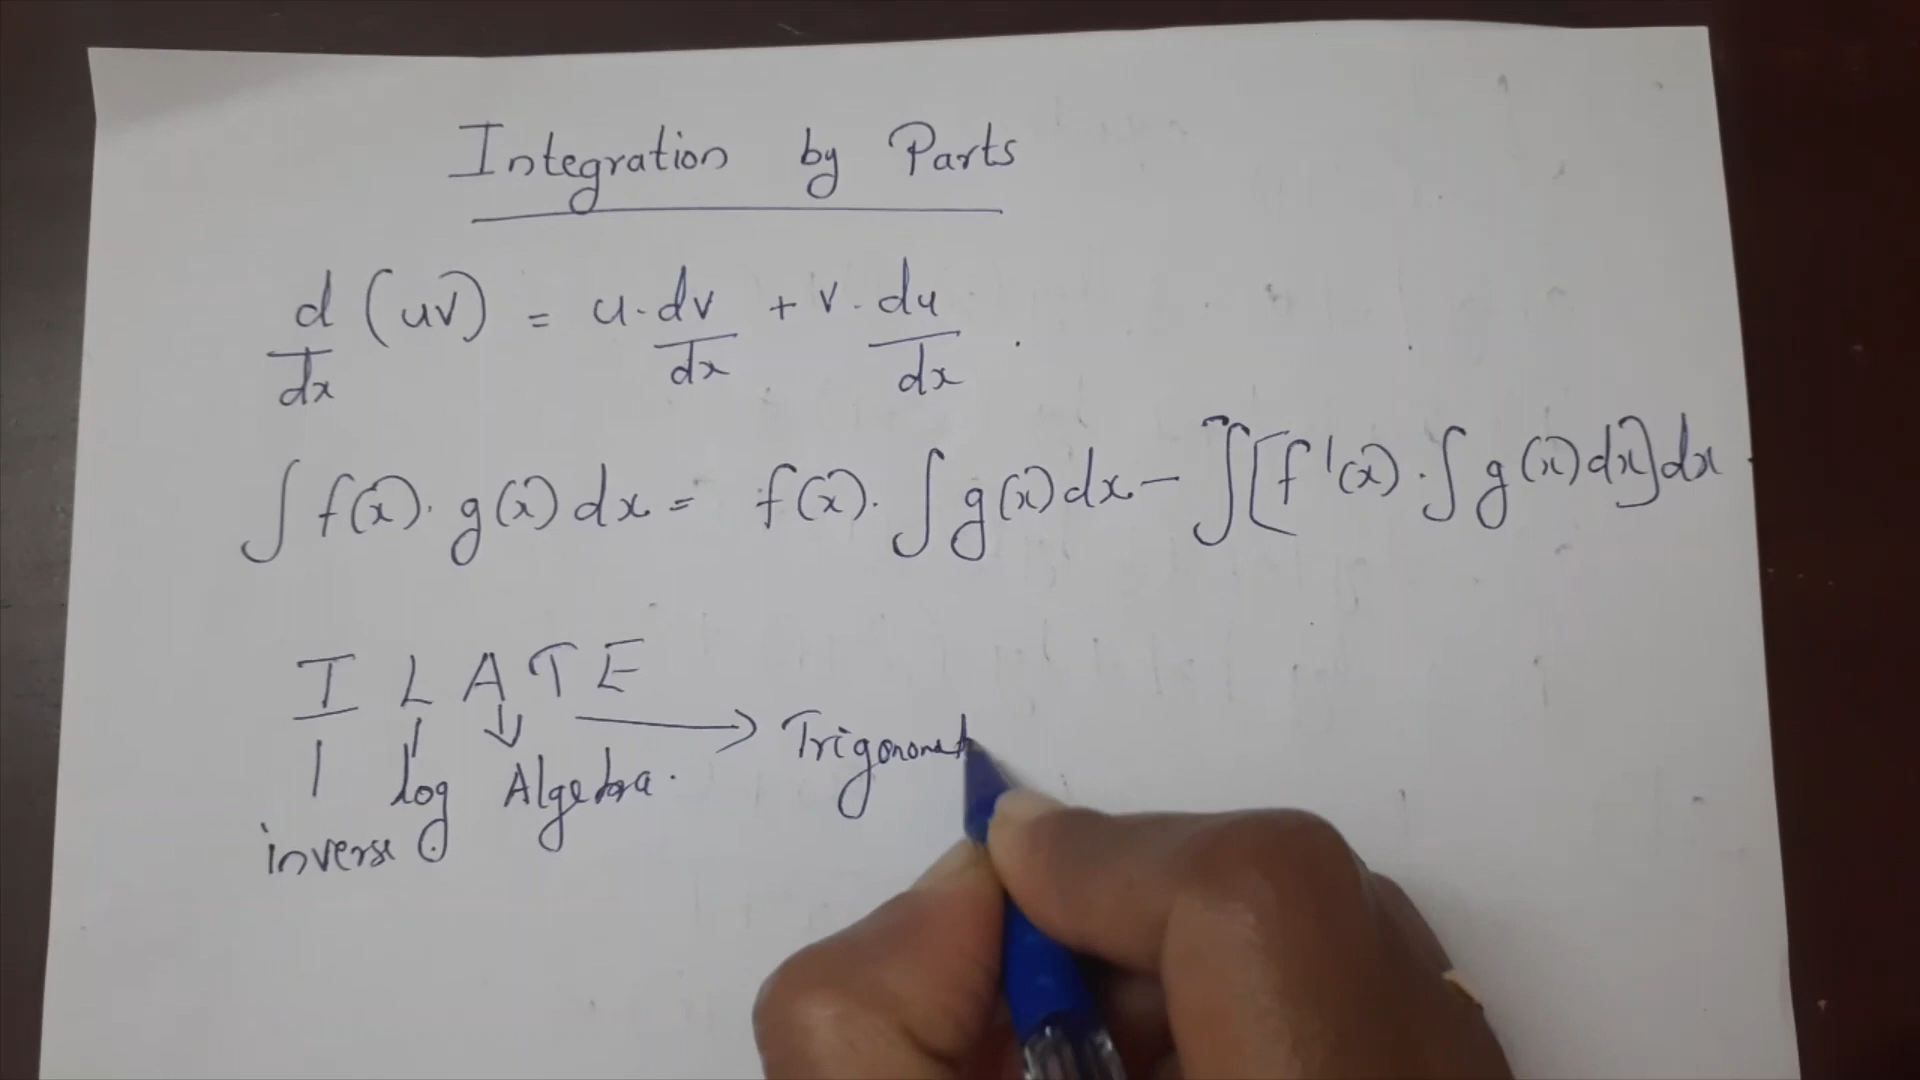 Integration by Parts
d/dx (uv) = u. dv/dx + v. du/dx .
∫ f(x). g(x) dx = f(x). ∫ g(x) dx - ∫ [f'(x). ∫ g(x) dx] dx
I L A T E
log Algebra. → Trigonomet
inverse